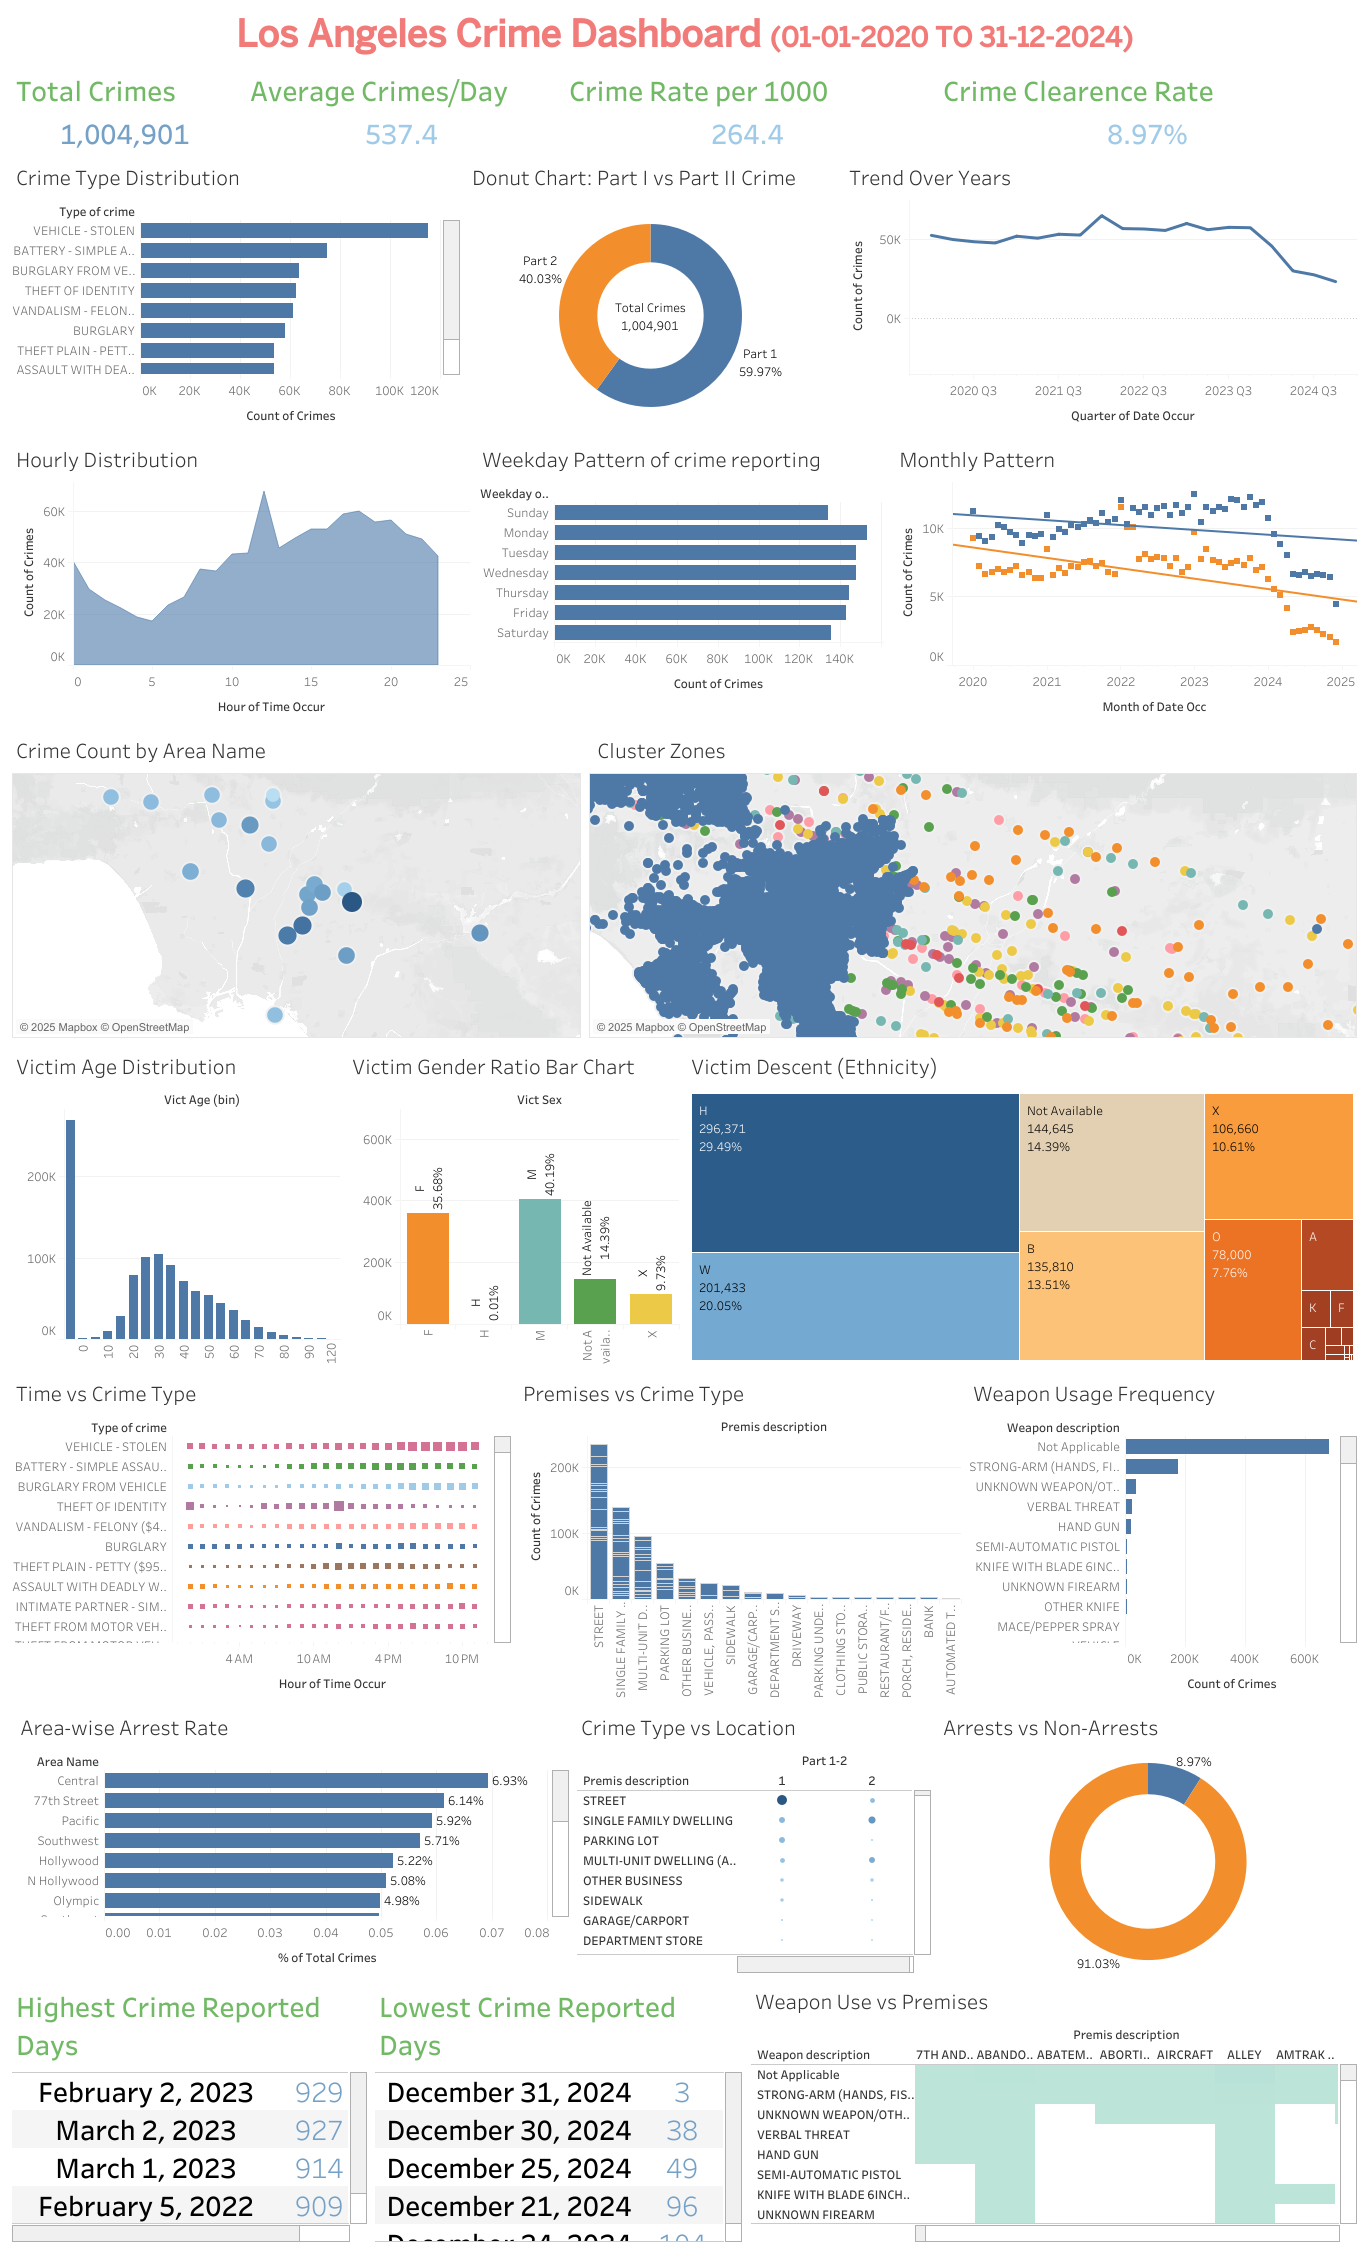 Los Angeles Crime Dashboard (01-01-2020 TO 31-12-2024)
Total Crimes
Average Crimes/Day
Crime Rate per 1000
Crime Clearence Rate
1,004,901
537.4
264.4
8.97%
Crime Type Distribution
Type of crime
VEHICLE - STOLEN
BATTERY - SIMPLE A..
BURGLARY FROM VE..
THEFT OF IDENTITY
VANDALISM - FELON..
BURGLARY
THEFT PLAIN - PETT..
ASSAULT WITH DEA..
0K 20K 40K 60K 80K 100K 120K
Count of Crimes
Donut Chart: Part I vs Part II Crime
Part 2
40.03%
Total Crimes
1,004,901
Part 1
59.97%
Trend Over Years
Count of Crimes
50K
0K
2020 Q3 2021 Q3 2022 Q3 2023 Q3 2024 Q3
Quarter of Date Occur
Hourly Distribution
Count of Crimes
60K
40K
20K
0K
0 5 10 15 20 25
Hour of Time Occur
Weekday Pattern of crime reporting
Weekday o..
Sunday
Monday
Tuesday
Wednesday
Thursday
Friday
Saturday
0K 20K 40K 60K 80K 100K 120K 140K
Count of Crimes
Monthly Pattern
Count of Crimes
10K
5K
0K
2020 2021 2022 2023 2024 2025
Month of Date Occ
Crime Count by Area Name
© 2025 Mapbox © OpenStreetMap
Cluster Zones
© 2025 Mapbox © OpenStreetMap
Victim Age Distribution
Vict Age (bin)
200K
100K
0K
0 10 20 30 40 50 60 70 80 90 120
Victim Gender Ratio Bar Chart
Vict Sex
600K
400K
200K
0K
F
35.68%
H
0.01%
M
40.19%
Not Available
14.39%
X
9.73%
F
H
M
Not A
vaila..
X
Victim Descent (Ethnicity)
H
296,371
29.49%
W
201,433
20.05%
Not Available
144,645
14.39%
B
135,810
13.51%
X
106,660
10.61%
O
78,000
7.76%
A
K
F
C
Time vs Crime Type
Type of crime
VEHICLE - STOLEN
BATTERY - SIMPLE ASSAU..
BURGLARY FROM VEHICLE
THEFT OF IDENTITY
VANDALISM - FELONY ($4..
BURGLARY
THEFT PLAIN - PETTY ($95..
ASSAULT WITH DEADLY W..
INTIMATE PARTNER - SIM..
THEFT FROM MOTOR VEH..
THEFT FROM MOTOR VEH..
4 AM 10 AM 4 PM 10 PM
Hour of Time Occur
Premises vs Crime Type
Premis description
Count of Crimes
200K
100K
0K
STREET
SINGLE FAMILY ..
MULTI-UNIT D..
PARKING LOT
OTHER BUSINE..
VEHICLE, PASS..
SIDEWALK
GARAGE/CARP..
DEPARTMENT S..
DRIVEWAY
PARKING UNDE..
CLOTHING STO..
PUBLIC STORA..
RESTAURANT/F..
PORCH, RESIDE..
BANK
AUTOMATED T..
Weapon Usage Frequency
Weapon description
Not Applicable
STRONG-ARM (HANDS, FI..
UNKNOWN WEAPON/OT..
VERBAL THREAT
HAND GUN
SEMI-AUTOMATIC PISTOL
KNIFE WITH BLADE 6INC..
UNKNOWN FIREARM
OTHER KNIFE
MACE/PEPPER SPRAY
VEHICLE
0K 200K 400K 600K
Count of Crimes
Area-wise Arrest Rate
Area Name
Central 6.93%
77th Street 6.14%
Pacific 5.92%
Southwest 5.71%
Hollywood 5.22%
N Hollywood 5.08%
Olympic 4.98%
0.00 0.01 0.02 0.03 0.04 0.05 0.06 0.07 0.08
% of Total Crimes
Crime Type vs Location
Part 1-2
Premis description 1 2
STREET
SINGLE FAMILY DWELLING
PARKING LOT
MULTI-UNIT DWELLING (A..
OTHER BUSINESS
SIDEWALK
GARAGE/CARPORT
DEPARTMENT STORE
Arrests vs Non-Arrests
8.97%
91.03%
Highest Crime Reported
Days
February 2, 2023 929
March 2, 2023 927
March 1, 2023 914
February 5, 2022 909
Lowest Crime Reported
Days
December 31, 2024 3
December 30, 2024 38
December 25, 2024 49
December 21, 2024 96
December 24, 2024 104
Weapon Use vs Premises
Premis description
Weapon description 7TH AND.. ABANDO.. ABATEM.. ABORTI.. AIRCRAFT ALLEY AMTRAK ..
Not Applicable
STRONG-ARM (HANDS, FIS..
UNKNOWN WEAPON/OTH..
VERBAL THREAT
HAND GUN
SEMI-AUTOMATIC PISTOL
KNIFE WITH BLADE 6INCH..
UNKNOWN FIREARM